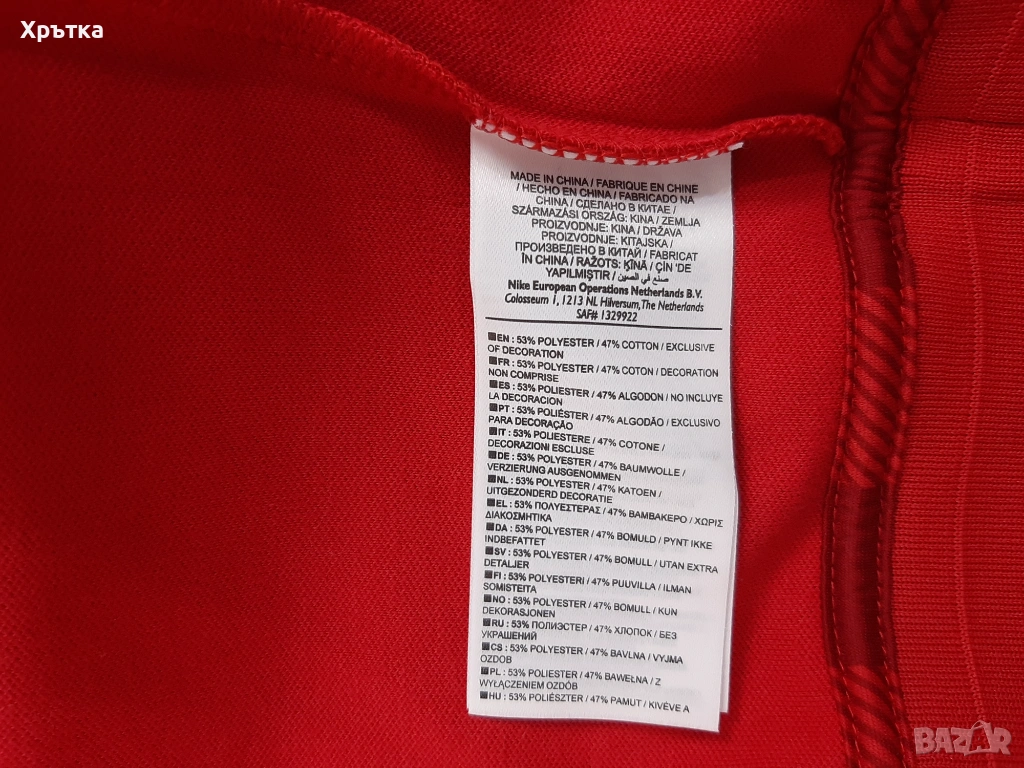 Хрътка
MADE IN CHINA / FABRIQUE EN CHINE
/ HECHO EN CHINA / FABRICADO NA
CHINA / СДЕЛАНО В КИТАЕ /
SZÁRMAZÁSI ORSZÁG: KINA / ZEMLJA
PROIZVODNJE: KINA / DRŽAVA
PROIZVODNJE: KITAJSKA /
ПРОИЗВЕДЕНО В КИТАЙ / FABRICAT
ÎN CHINA / RAŽOTS: ĶĪNĀ / ÇİN 'DE
YAPILMIŞTIR / صنع في الصين
Nike European Operations Netherlands B.V.
Colosseum 1, 1213 NL Hilversum, The Netherlands
SAF# 1329922
EN : 53% POLYESTER / 47% COTTON / EXCLUSIVE
OF DECORATION
FR : 53% POLYESTER / 47% COTON / DECORATION
NON COMPRISE
ES : 53% POLIESTER / 47% ALGODON / NO INCLUYE
LA DECORACION
PT : 53% POLIÉSTER / 47% ALGODÃO / EXCLUSIVO
PARA DECORAÇÃO
IT : 53% POLIESTERE / 47% COTONE /
DECORAZIONI ESCLUSE
DE : 53% POLYESTER / 47% BAUMWOLLE /
VERZIERUNG AUSGENOMMEN
NL : 53% POLYESTER / 47% KATOEN /
UITGEZONDERD DECORATIE
EL : 53% ΠΟΛΥΕΣΤΕΡΑΣ / 47% ΒΑΜΒΑΚΕΡΟ / ΧΩΡΙΣ
ΔΙΑΚΟΣΜΗΤΙΚΑ
DA : 53% POLYESTER / 47% BOMULD / PYNT IKKE
INDBEFATTET
SV : 53% POLYESTER / 47% BOMULL / UTAN EXTRA
DETALJER
FI : 53% POLYESTERI / 47% PUUVILLA / ILMAN
SOMISTEITA
NO : 53% POLYESTER / 47% BOMULL / KUN
DEKORASJONEN
RU : 53% ПОЛИЭСТЕР / 47% ХЛОПОК / БЕЗ
УКРАШЕНИЙ
CS : 53% POLYESTER / 47% BAVLNA / VYJMA
OZDOB
PL : 53% POLIESTER / 47% BAWEŁNA / Z
WYŁĄCZENIEM OZDÓB
HU : 53% POLIÉSZTER / 47% PAMUT / KIVÉVE A
BAZAR